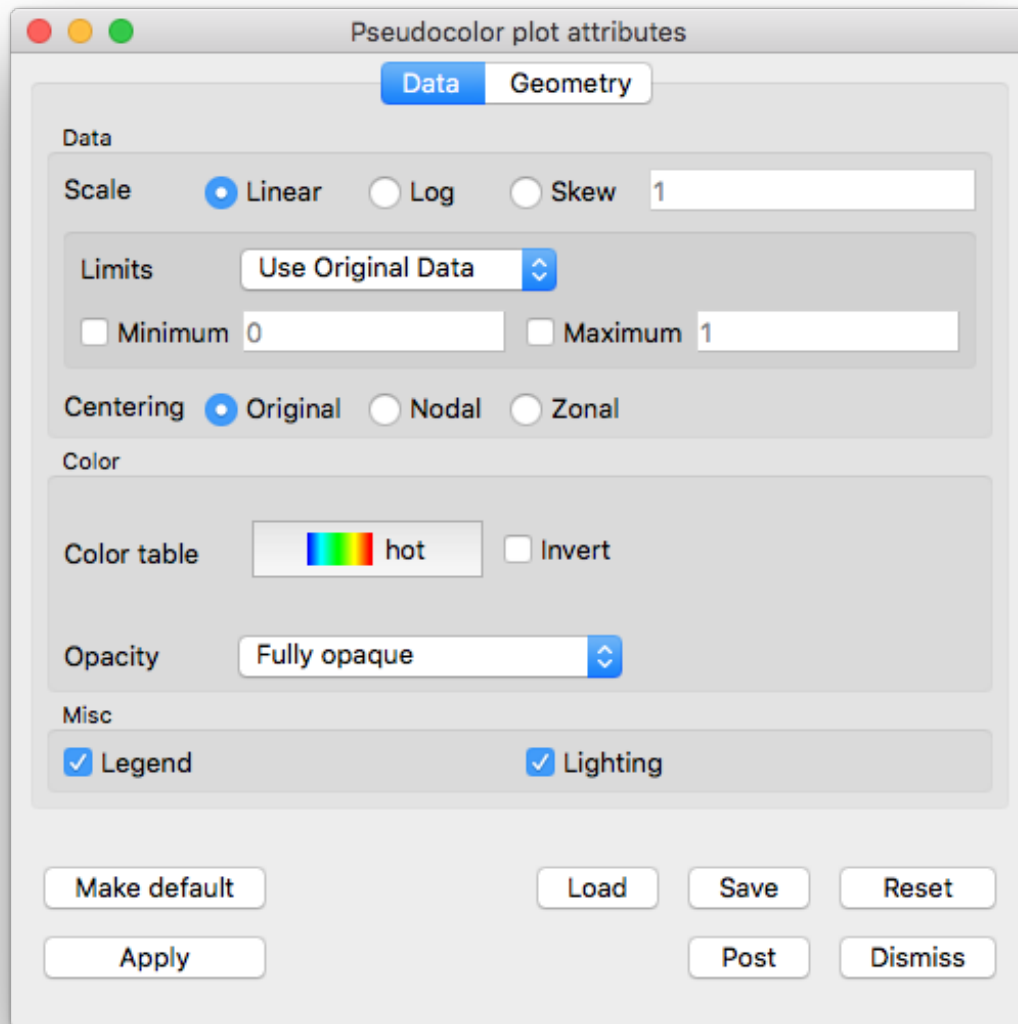 Pseudocolor plot attributes
Data Geometry
Data
Scale Linear Log Skew 1
Limits Use Original Data
Minimum 0 Maximum 1
Centering Original Nodal Zonal
Color
Color table hot Invert
Opacity Fully opaque
Misc
Legend Lighting
Make default Load Save Reset
Apply Post Dismiss